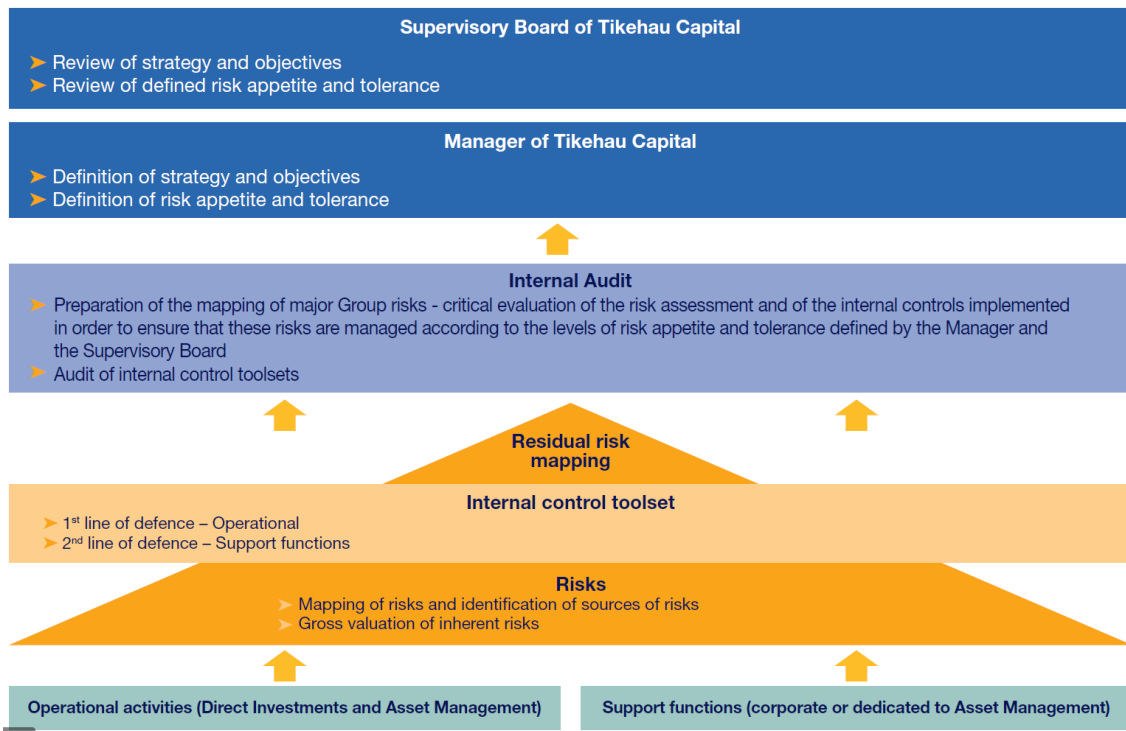 Supervisory Board of Tikehau Capital
Review of strategy and objectives
Review of defined risk appetite and tolerance
Manager of Tikehau Capital
Definition of strategy and objectives
Definition of risk appetite and tolerance
Internal Audit
Preparation of the mapping of major Group risks - critical evaluation of the risk assessment and of the internal controls implemented
in order to ensure that these risks are managed according to the levels of risk appetite and tolerance defined by the Manager and
the Supervisory Board
Audit of internal control toolsets
Residual risk
mapping
Internal control toolset
1st line of defence – Operational
2nd line of defence – Support functions
Risks
Mapping of risks and identification of sources of risks
Gross valuation of inherent risks
Operational activities (Direct Investments and Asset Management)
Support functions (corporate or dedicated to Asset Management)